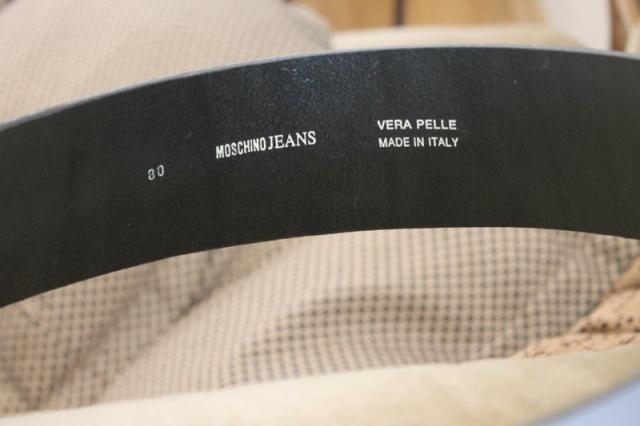 80
MOSCHINO JEANS
VERA PELLE
MADE IN ITALY